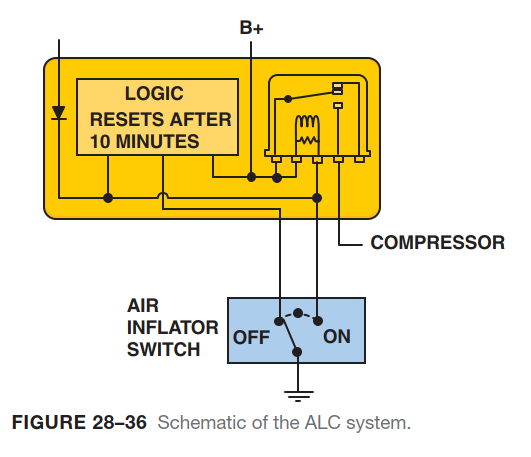 B+
LOGIC
RESETS AFTER
10 MINUTES
COMPRESSOR
AIR
INFLATOR
SWITCH
OFF
ON
FIGURE 28–36 Schematic of the ALC system.